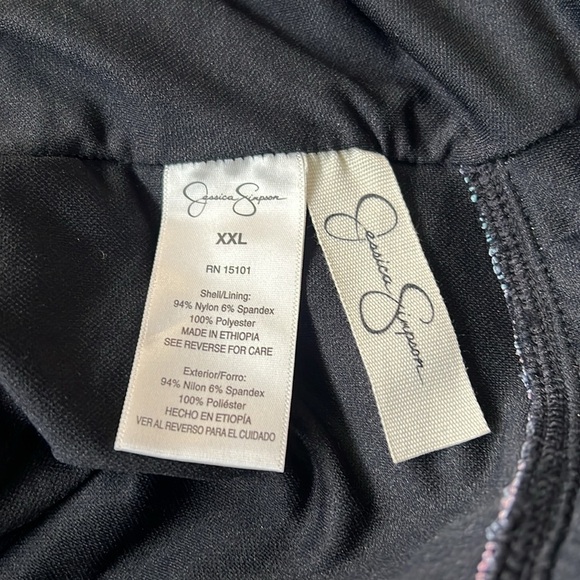 Jessica Simpson
XXL
RN 15101
Shell/Lining:
94% Nylon 6% Spandex
100% Polyester
MADE IN ETHIOPIA
SEE REVERSE FOR CARE
Exterior/Forro:
94% Nilon 6% Spandex
100% Poliéster
HECHO EN ETIOPÍA
VER AL REVERSO PARA EL CUIDADO
Jessica Simpson